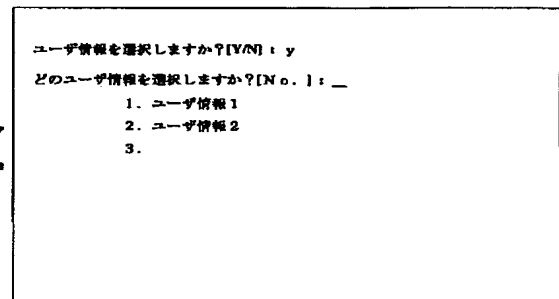 ユーザ情報を選択しますか?[Y/N]: y
どのユーザ情報を選択しますか?[No.]: _
1. ユーザ情報1
2. ユーザ情報2
3.